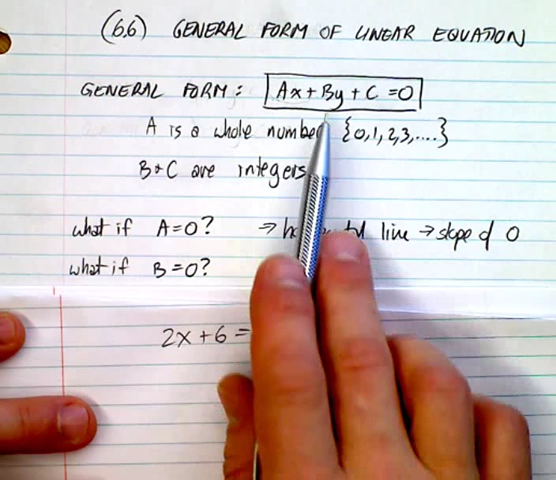 (6.6) GENERAL FORM OF LINEAR EQUATION
GENERAL FORM: Ax+By+C=0
A is a whole number {0,1,2,3,....}
B+C are integers
what if A=0? → line → slope of 0
what if B=0?
2x+6=